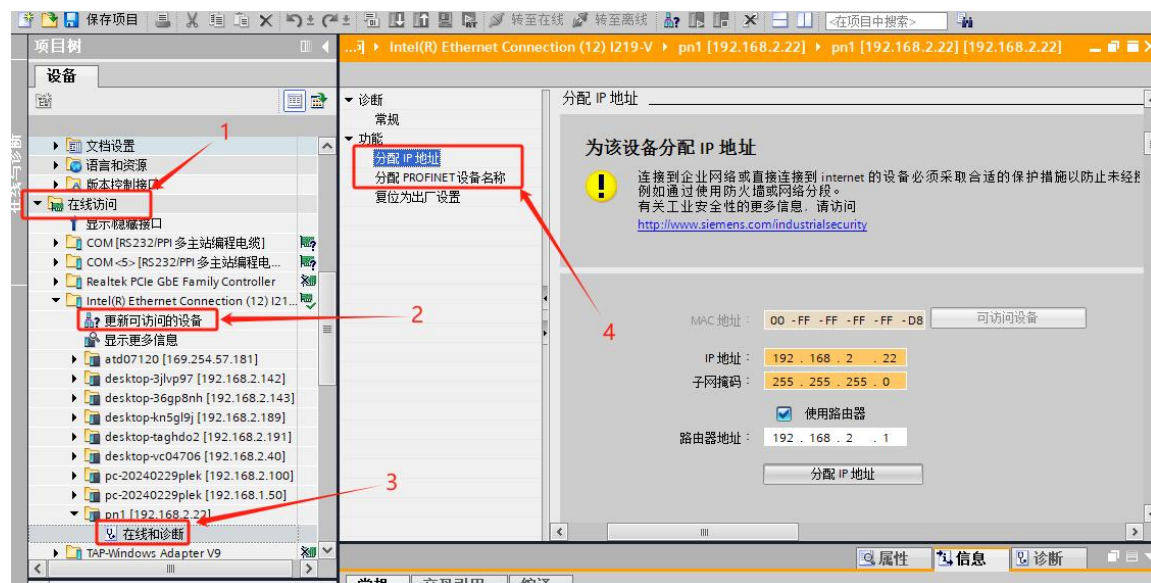 保存项目
转至在线
转至离线
<在项目中搜索>
项目树
...ꞏ] ▸ Intel(R) Ethernet Connection (12) I219-V ▸ pn1 [192.168.2.22] ▸ pn1 [192.168.2.22] [192.168.2.22]
设备
1
文档设置
语言和资源
版本控制接口
在线访问
显示/隐藏接口
COM [RS232/PPI 多主站编程电缆]
COM <5> [RS232/PPI 多主站编程电...
Realtek PCIe GbE Family Controller
Intel(R) Ethernet Connection (12) I21...
更新可访问的设备
2
显示更多信息
atd07120 [169.254.57.181]
desktop-3jlvp97 [192.168.2.142]
desktop-36gp8nh [192.168.2.143]
desktop-kn5gl9j [192.168.2.189]
desktop-taghdo2 [192.168.2.191]
desktop-vc04706 [192.168.2.40]
pc-20240229plek [192.168.2.100]
pc-20240229plek [192.168.1.50]
3
pn1 [192.168.2.22]
在线和诊断
TAP-Windows Adapter V9
诊断
常规
功能
分配 IP 地址
分配 PROFINET 设备名称
复位为出厂设置
4
分配 IP 地址
为该设备分配 IP 地址
连接到企业网络或直接连接到 internet 的设备必须采取合适的保护措施以防止未经
例如通过使用防火墙或网络分段。
有关工业安全性的更多信息, 请访问
http://www.siemens.com/industrialsecurity
MAC 地址: 00 -FF -FF -FF -FF -D8 可访问设备
IP 地址: 192 . 168 . 2 . 22
子网掩码: 255 . 255 . 255 . 0
使用路由器
路由器地址: 192 . 168 . 2 . 1
分配 IP 地址
属性
信息
诊断
常规
交叉引用
编译